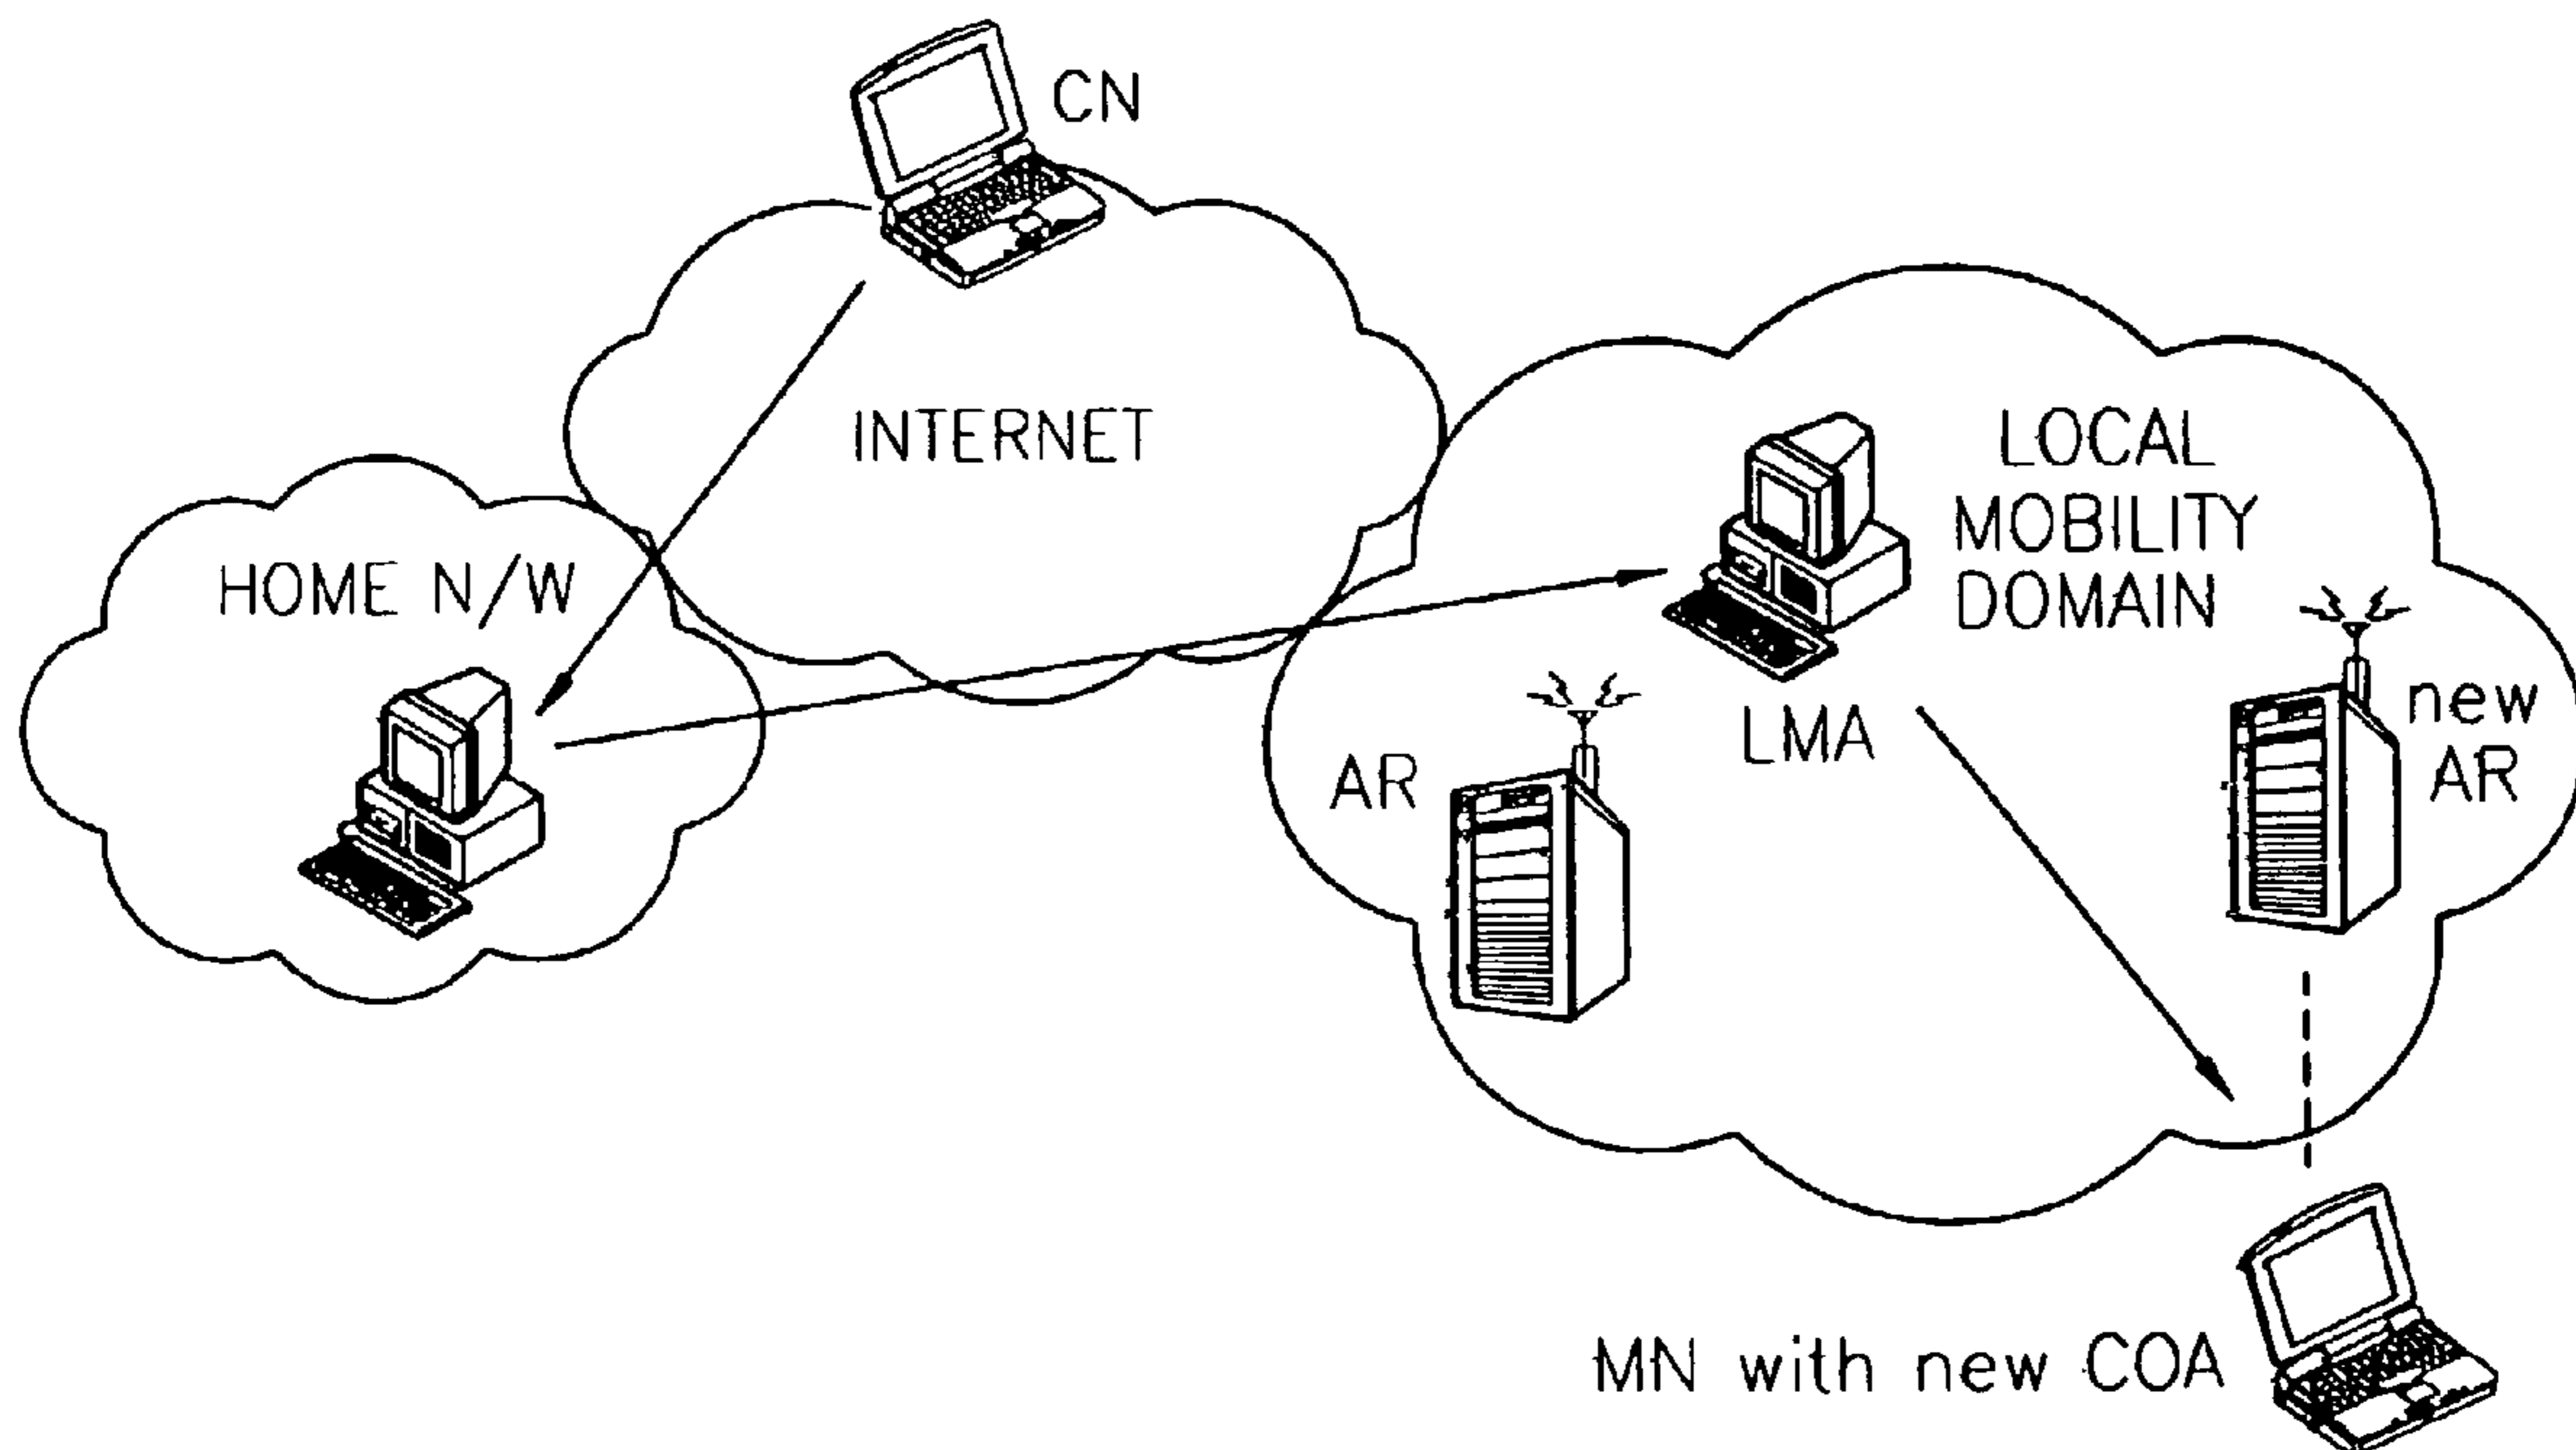 CN
INTERNET
HOME N/W
LOCAL
MOBILITY
DOMAIN
LMA
AR
new
AR
MN with new COA